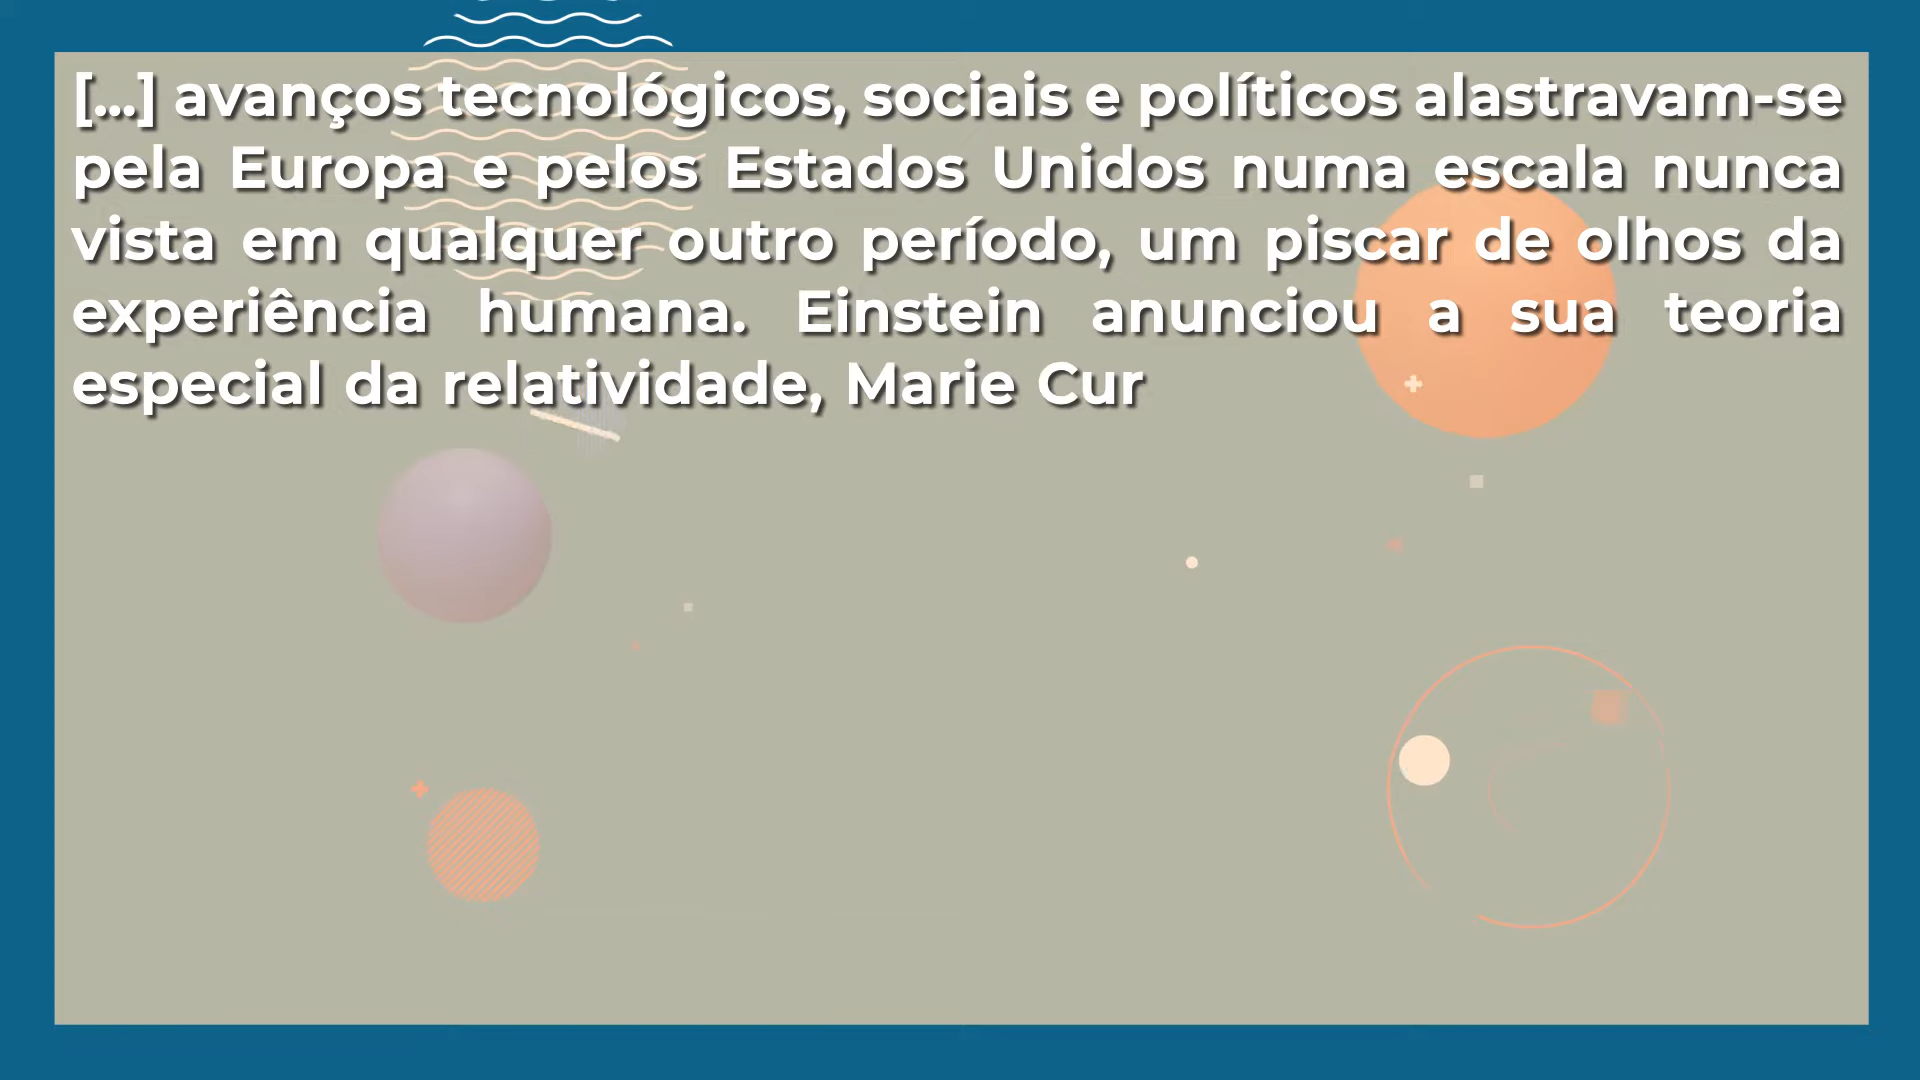 [...] avanços tecnológicos, sociais e políticos alastravam-se
pela Europa e pelos Estados Unidos numa escala nunca
vista em qualquer outro período, um piscar de olhos da
experiência humana. Einstein anunciou a sua teoria
especial da relatividade, Marie Cur